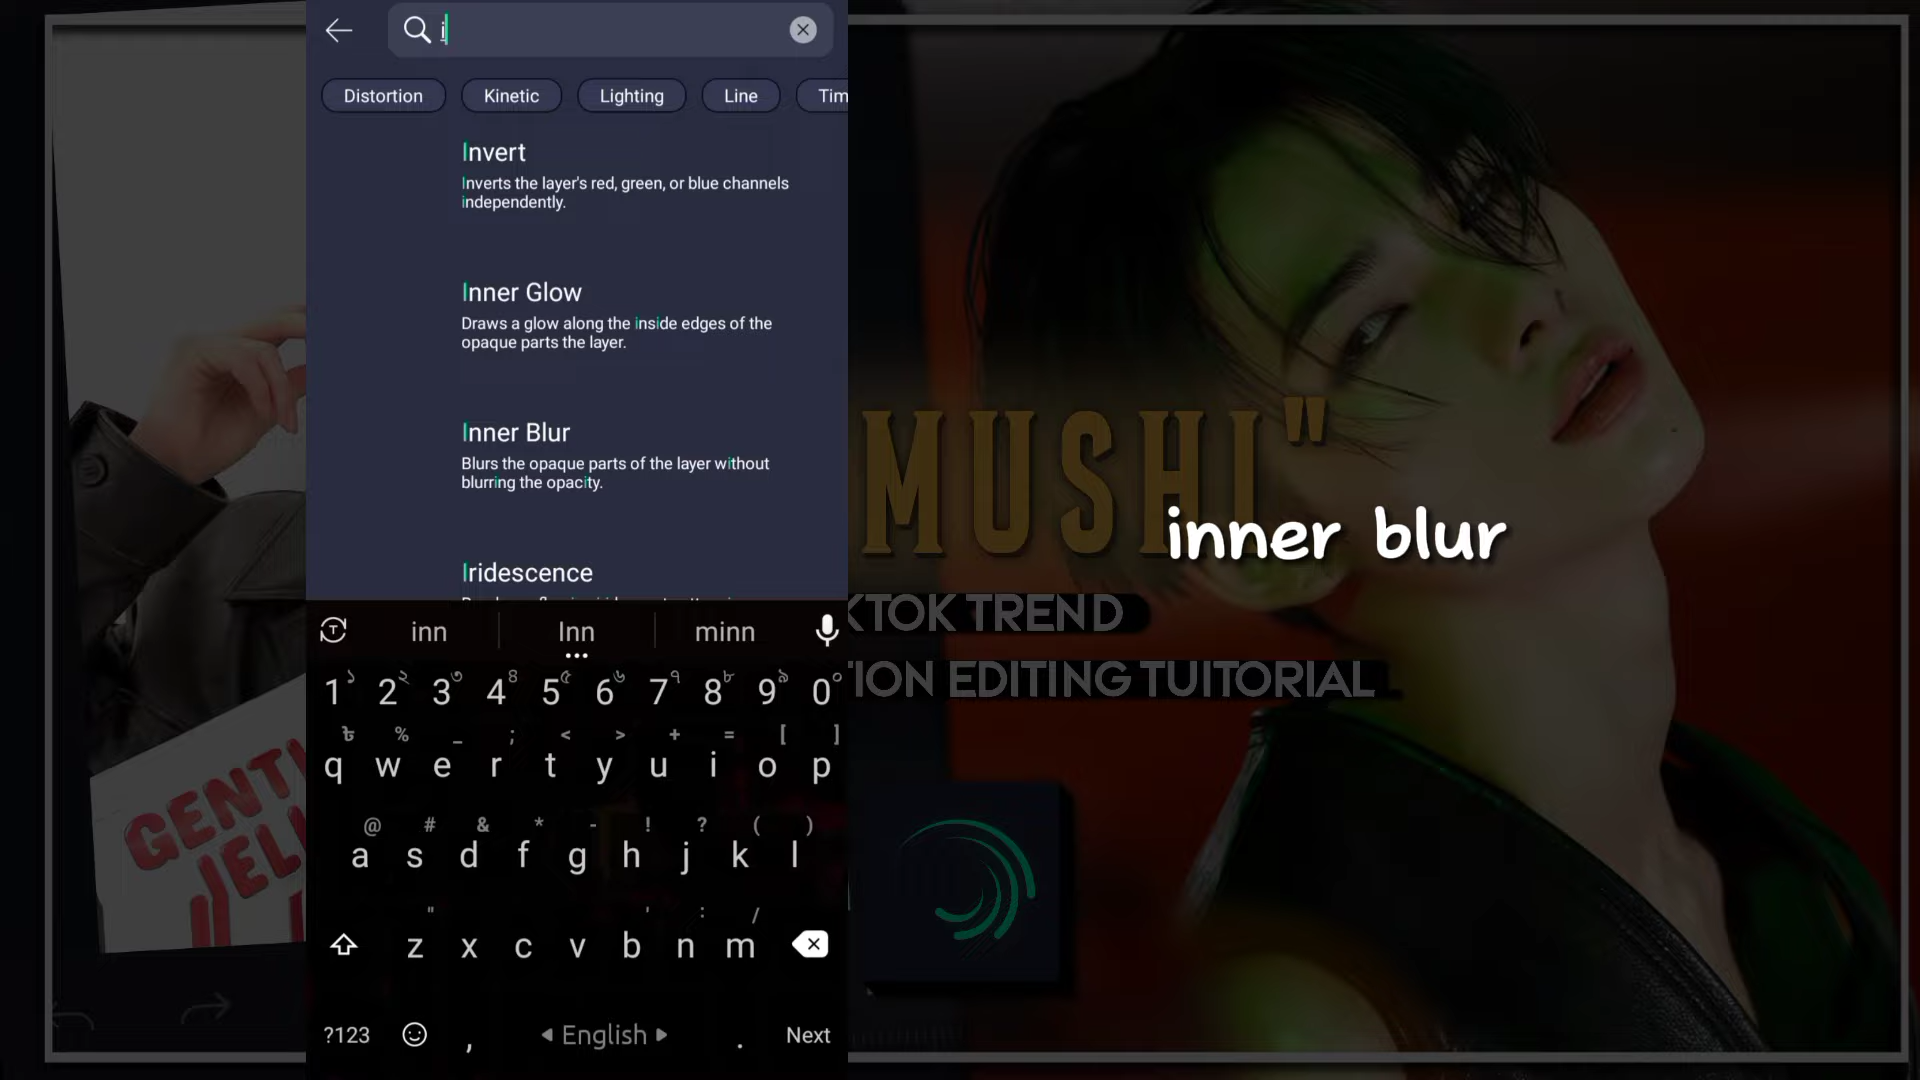 i
Distortion Kinetic Lighting Line Tim
Invert
Inverts the layer's red, green, or blue channels
independently.
Inner Glow
Draws a glow along the inside edges of the
opaque parts the layer.
Inner Blur
Blurs the opaque parts of the layer without
blurring the opacity.
Iridescence
inn Inn minn
1 2 3 4 5 6 7 8 9 0
% _ ; < > + = [ ]
q w e r t y u i o p
@ # & * - ! ? ( )
a s d f g h j k l
" ' : /
z x c v b n m
?123 , English . Next
MUSHI"
inner blur
KTOK TREND
TION EDITING TUITORIAL
GENTL
JELL